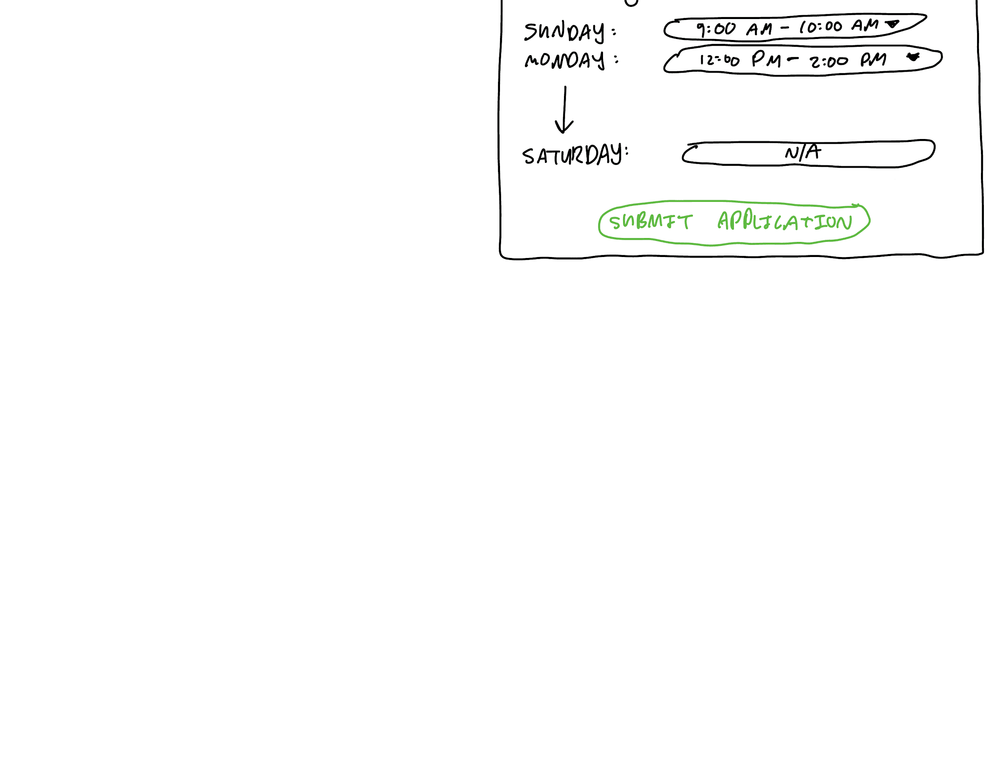 SUNDAY: 9:00 AM - 10:00 AM
MONDAY: 12:00 PM - 2:00 PM
SATURDAY: N/A
SUBMIT APPLICATION